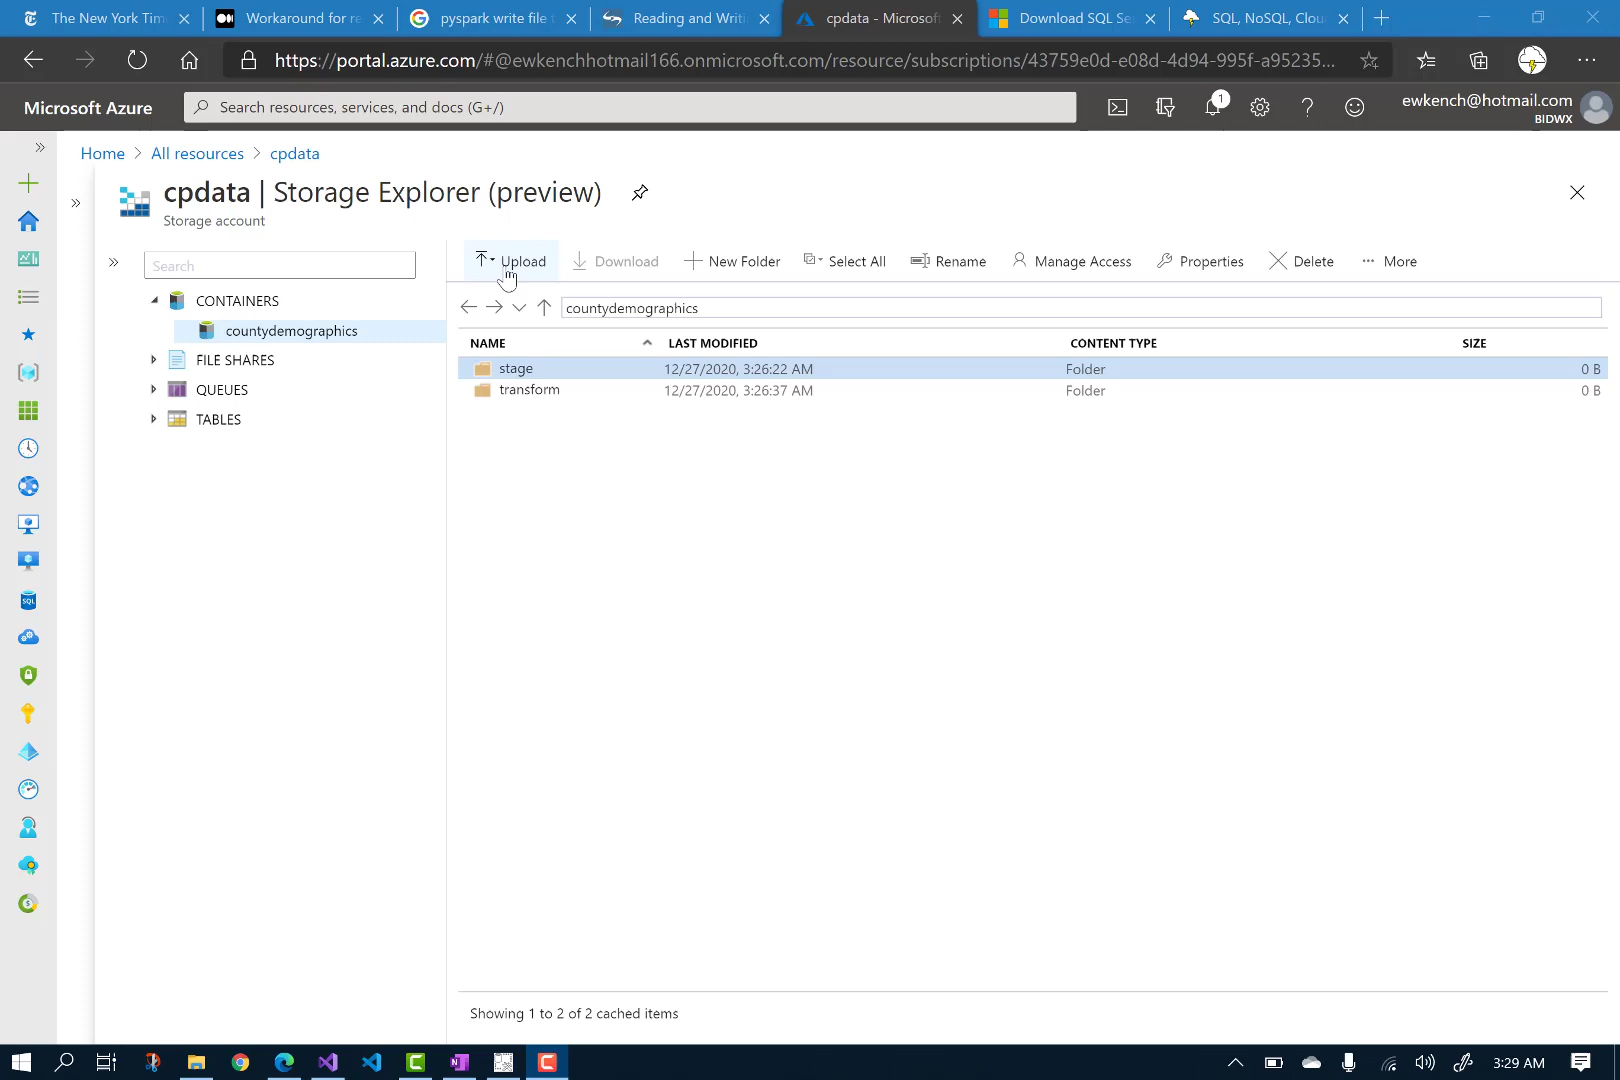 The New York Tim
Workaround for re
pyspark write file t
Reading and Writi
cpdata - Microsof
Download SQL Se
SQL, NoSQL, Clou
https://portal.azure.com/#@ewkenchhotmail166.onmicrosoft.com/resource/subscriptions/43759e0d-e08d-4d94-995f-a95235...
Microsoft Azure
Search resources, services, and docs (G+/)
1
ewkench@hotmail.com
BIDWX
Home > All resources > cpdata
cpdata | Storage Explorer (preview)
Storage account
Search
Upload
Download
New Folder
Select All
Rename
Manage Access
Properties
Delete
More
CONTAINERS
countydemographics
FILE SHARES
QUEUES
TABLES
countydemographics
NAME LAST MODIFIED CONTENT TYPE SIZE
stage 12/27/2020, 3:26:22 AM Folder 0 B
transform 12/27/2020, 3:26:37 AM Folder 0 B
SQL
Showing 1 to 2 of 2 cached items
3:29 AM